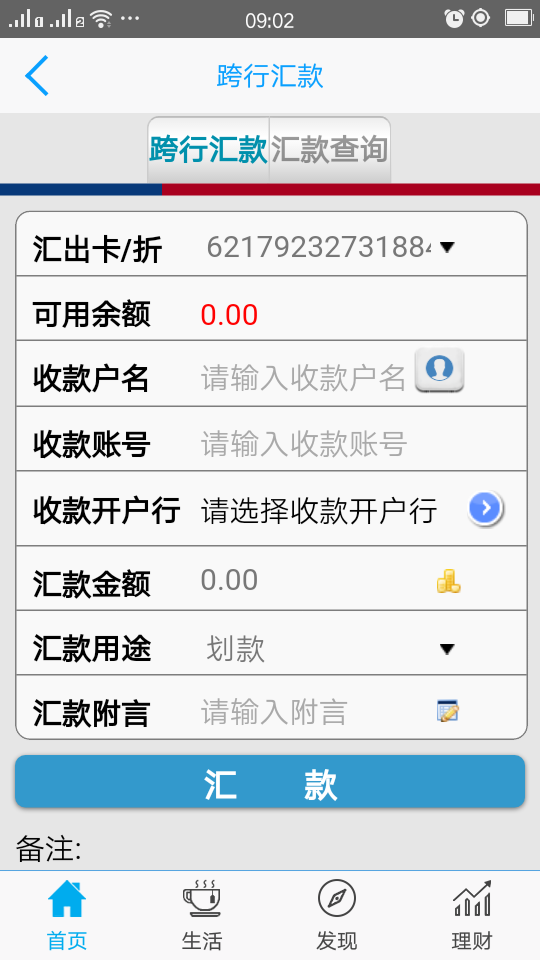 09:02
跨行汇款
跨行汇款 汇款查询
汇出卡/折 62179232731884
可用余额 0.00
收款户名 请输入收款户名
收款账号 请输入收款账号
收款开户行 请选择收款开户行
汇款金额 0.00
汇款用途 划款
汇款附言 请输入附言
汇 款
备注:
首页 生活 发现 理财